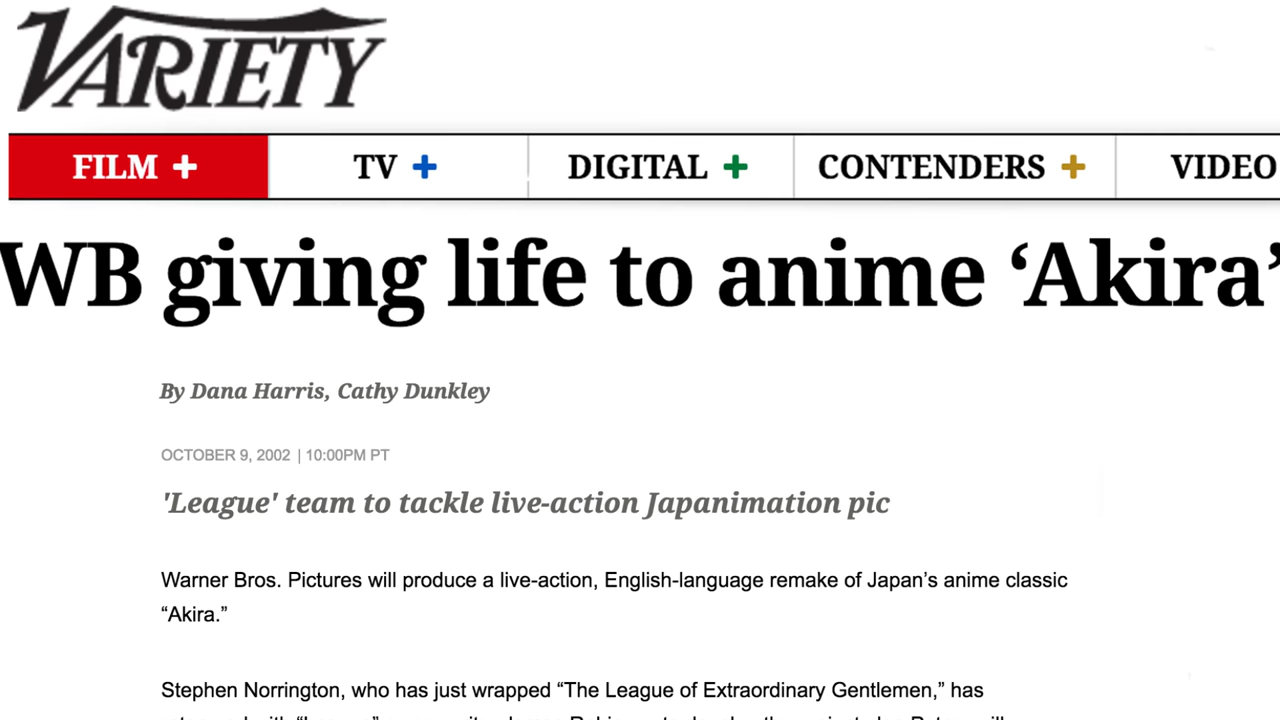 VARIETY
FILM + TV + DIGITAL + CONTENDERS + VIDEO
WB giving life to anime ‘Akira’
By Dana Harris, Cathy Dunkley
OCTOBER 9, 2002 | 10:00PM PT
'League' team to tackle live-action Japanimation pic
Warner Bros. Pictures will produce a live-action, English-language remake of Japan’s anime classic
“Akira.”
Stephen Norrington, who has just wrapped “The League of Extraordinary Gentlemen,” has